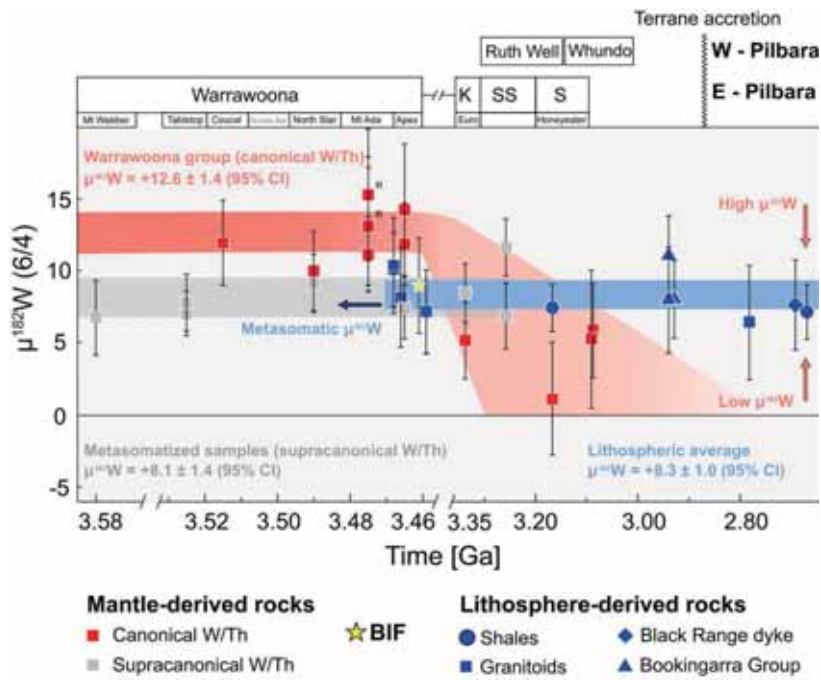 Terrane accretion
Ruth Well Whundo W - Pilbara
Warrawoona K SS S E - Pilbara
Mt Webber Tabletop Coucal North Star Mt Ada Apex Euro Honeyeater
Warrawoona group (canonical W/Th)
μ¹⁸²W = +12.6 ± 1.4 (95% CI)
High μ¹⁸²W
15
10
5
0
-5
μ¹⁸²W (6/4)
Metasomatic μ¹⁸²W
Low μ¹⁸²W
Metasomatized samples (supracanonical W/Th)
μ¹⁸²W = +8.1 ± 1.4 (95% CI)
Lithospheric average
μ¹⁸²W = +8.3 ± 1.0 (95% CI)
3.58 3.52 3.50 3.48 3.46 3.35 3.20 3.00 2.80
Time [Ga]
Mantle-derived rocks
Canonical W/Th
Supracanonical W/Th
BIF
Lithosphere-derived rocks
Shales
Granitoids
Black Range dyke
Bookingarra Group